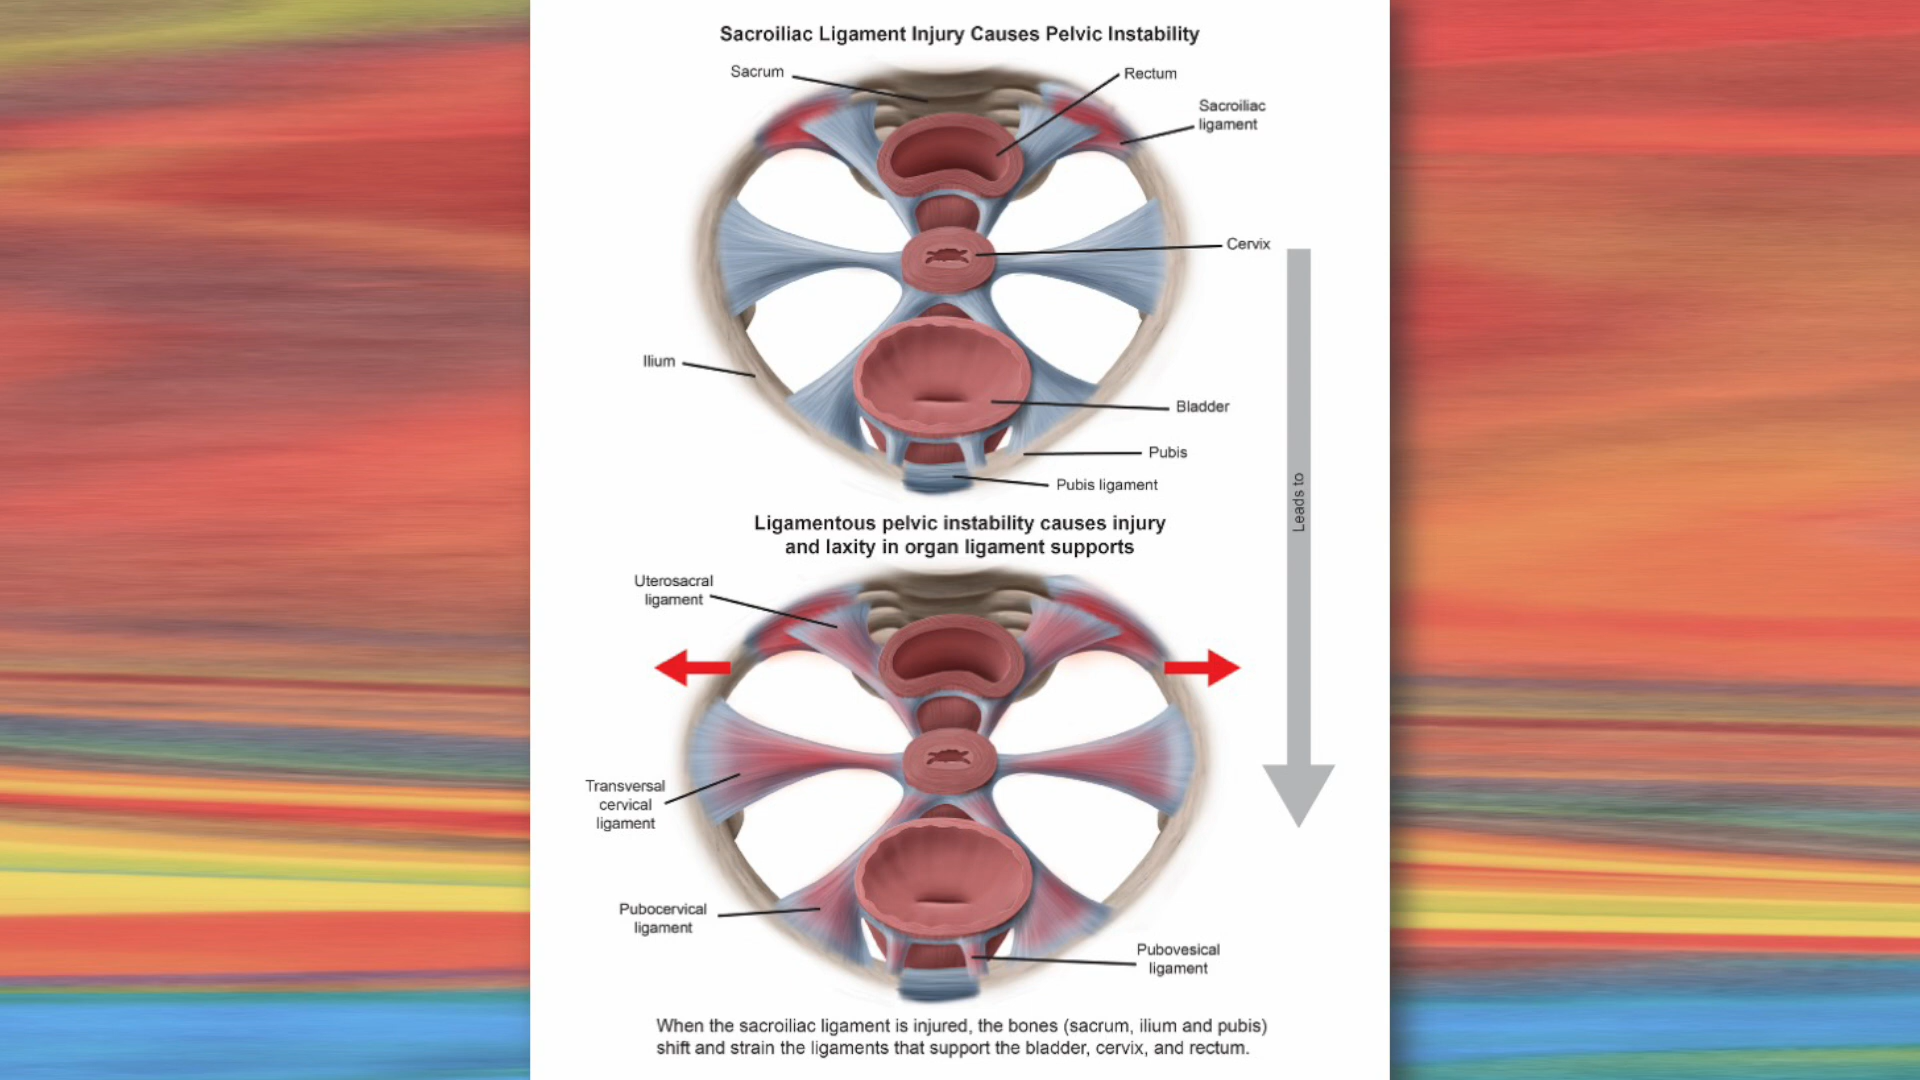 Sacroiliac Ligament Injury Causes Pelvic Instability
Sacrum
Rectum
Sacroiliac
ligament
Cervix
Ilium
Bladder
Pubis
Pubis ligament
Leads to
Ligamentous pelvic instability causes injury
and laxity in organ ligament supports
Uterosacral
ligament
Transversal
cervical
ligament
Pubocervical
ligament
Pubovesical
ligament
When the sacroiliac ligament is injured, the bones (sacrum, ilium and pubis)
shift and strain the ligaments that support the bladder, cervix, and rectum.